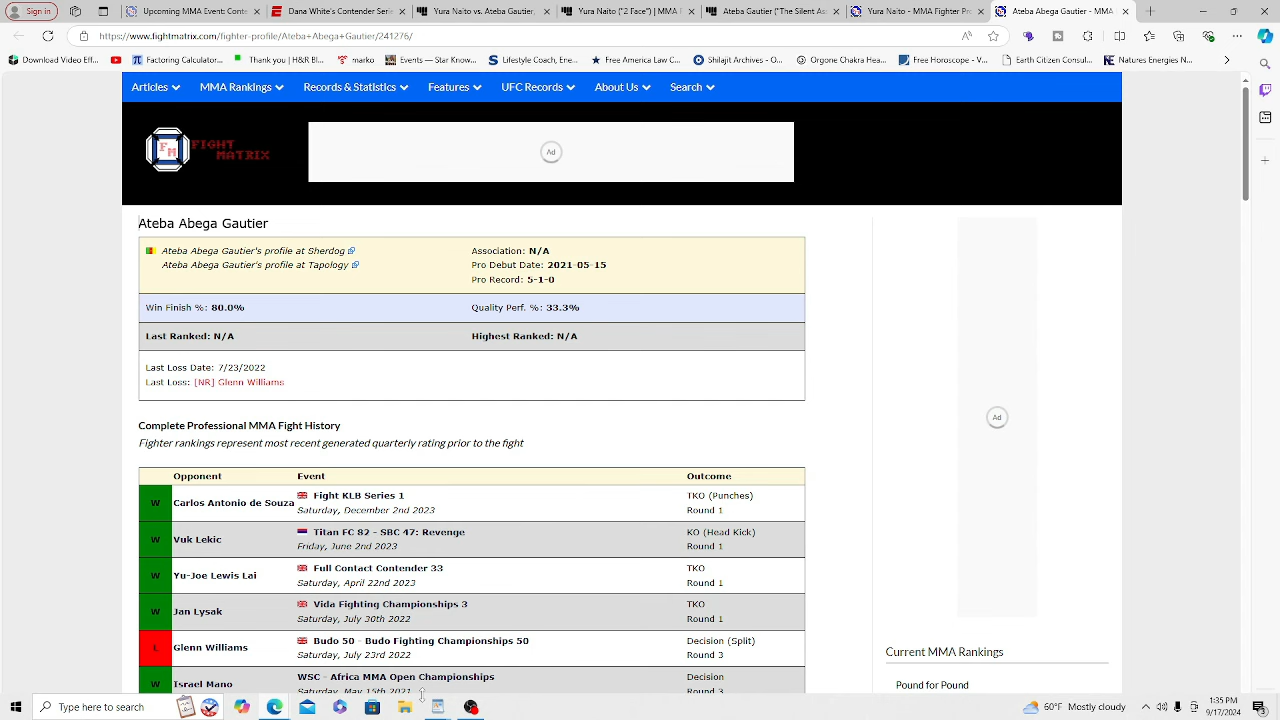 Sign in
Upcoming MMA Event Conte
Dana White's Contender Serie
Yura Naito vs. Ateba Gautier,
Yura Naito ("2 Face") | MMA F
Ateba Gautier ("The Silent Ass
Yura Naito - MMA Fighter Pro
Ateba Abega Gautier - MMA F
https://www.fightmatrix.com/fighter-profile/Ateba+Abega+Gautier/241276/
Download Video Eff...
Factoring Calculator...
Thank you | H&R Bl...
marko
Events — Star Know...
Lifestyle Coach, Ene...
Free America Law C...
Shilajit Archives - O...
Orgone Chakra Hea...
Free Horoscope - V...
Earth Citizen Consul...
Natures Energies N...
Articles
MMA Rankings
Records & Statistics
Features
UFC Records
About Us
Search
FM
FIGHT
MATRIX
Ad
Ateba Abega Gautier
Ateba Abega Gautier's profile at Sherdog
Ateba Abega Gautier's profile at Tapology
Association: N/A
Pro Debut Date: 2021-05-15
Pro Record: 5-1-0
Win Finish %: 80.0%
Quality Perf. %: 33.3%
Last Ranked: N/A
Highest Ranked: N/A
Last Loss Date: 7/23/2022
Last Loss: [NR] Glenn Williams
Ad
Complete Professional MMA Fight History
Fighter rankings represent most recent generated quarterly rating prior to the fight
Opponent Event Outcome
W Carlos Antonio de Souza Fight KLB Series 1 TKO (Punches)
Saturday, December 2nd 2023 Round 1
W Vuk Lekic Titan FC 82 - SBC 47: Revenge KO (Head Kick)
Friday, June 2nd 2023 Round 1
W Yu-Joe Lewis Lai Full Contact Contender 33 TKO
Saturday, April 22nd 2023 Round 1
W Jan Lysak Vida Fighting Championships 3 TKO
Saturday, July 30th 2022 Round 1
L Glenn Williams Budo 50 - Budo Fighting Championships 50 Decision (Split)
Saturday, July 23rd 2022 Round 3
W Israel Mano WSC - Africa MMA Open Championships Decision
Saturday, May 15th 2021 Round 3
Current MMA Rankings
Pound for Pound
Type here to search
60°F Mostly cloudy
1:35 PM
9/17/2024